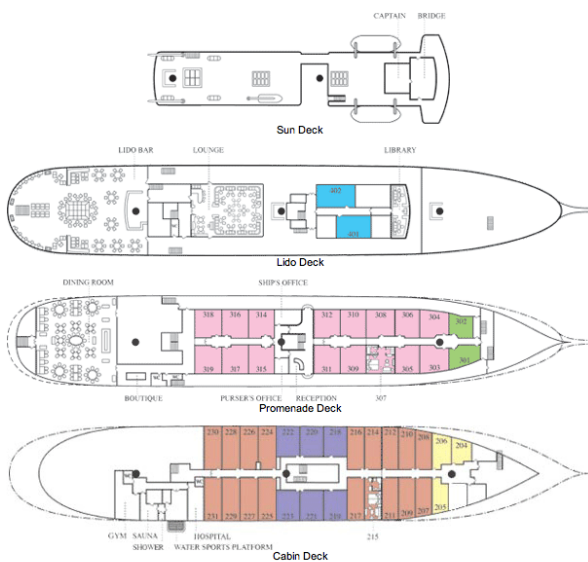 CAPTAIN BRIDGE
Sun Deck
LIDO BAR LOUNGE LIBRARY
402
401
Lido Deck
DINING ROOM SHIP'S OFFICE
318 316 314 312 310 308 306 304 302
317 315 311 309 305 303 301
WC WC
BOUTIQUE PURSER'S OFFICE RECEPTION 307
Promenade Deck
230 228 226 224 222 220 218 216 214 212 210 208 206 204
WC
231 229 227 225 223 221 219 217 211 209 207 205
GYM SAUNA HOSPITAL 215
SHOWER WATER SPORTS PLATFORM
Cabin Deck